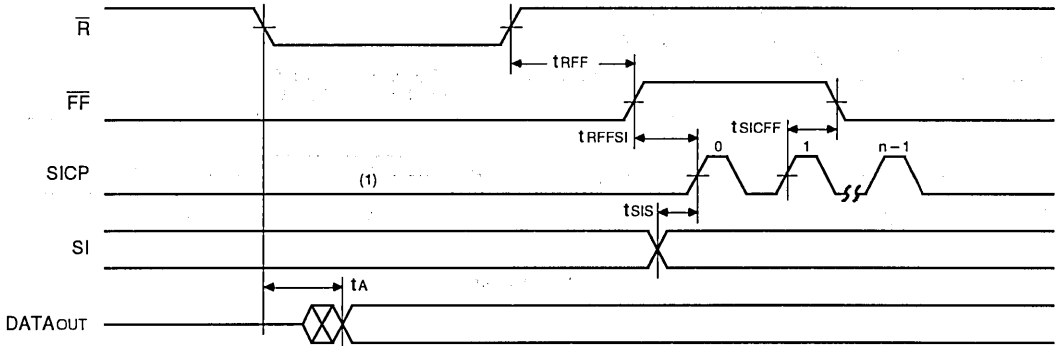 R
tRFF
FF
tRFFSI
tSICFF
0
1
n-1
SICP
(1)
tSIS
SI
tA
DATAOUT